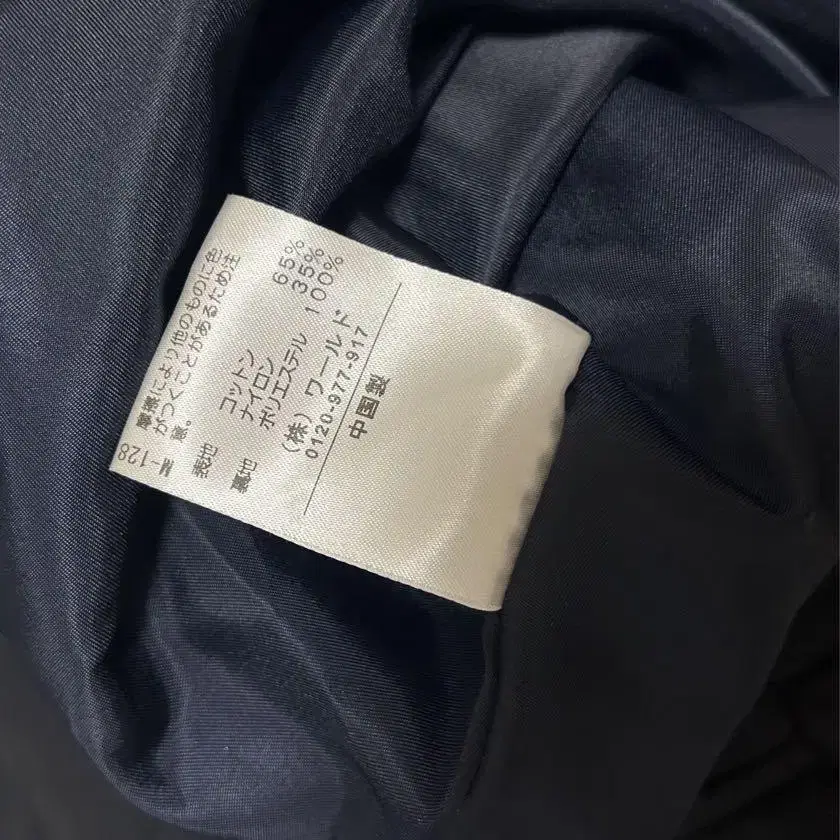 M-128
摩擦により他のものに色
がつくことがあるため注
意。
表地 コットン 65%
ナイロン 35%
裏地 ポリエステル 100%
(株) ワールド
0120-977-917
中国製